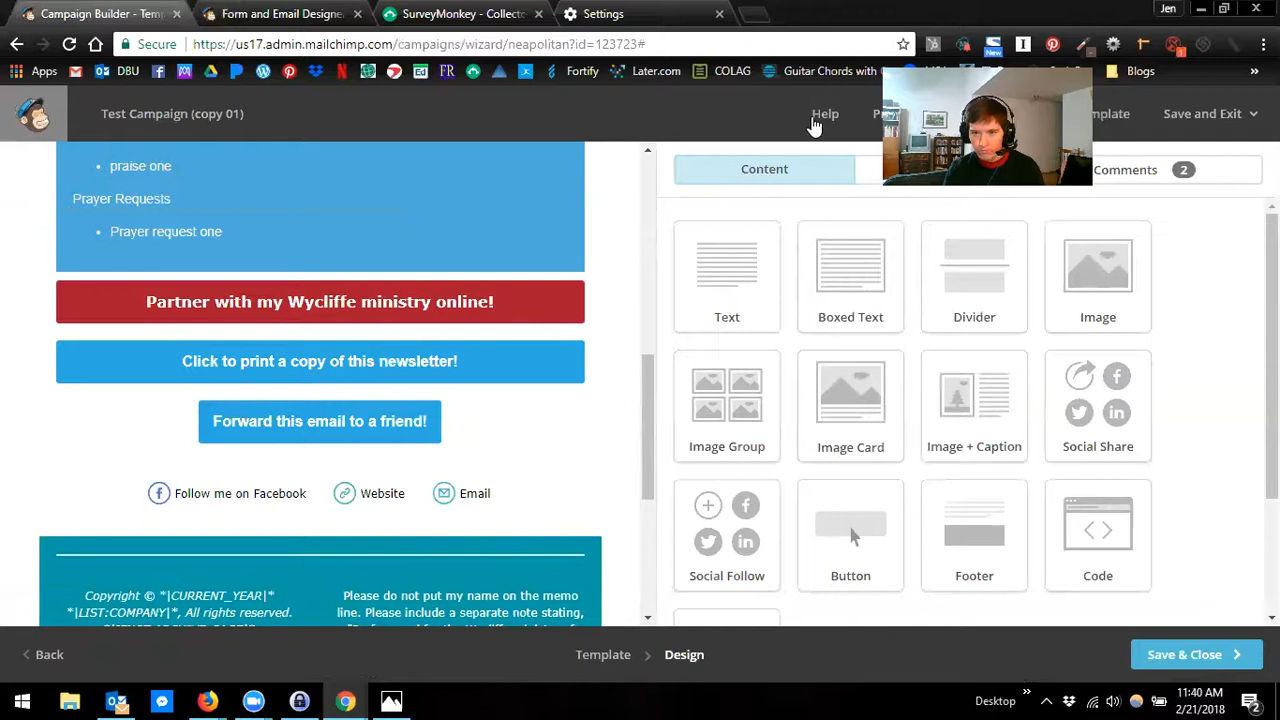 Campaign Builder - Temp
Form and Email Designe
SurveyMonkey - Collecto
Settings
Jen
Secure
https://us17.admin.mailchimp.com/campaigns/wizard/neapolitan?id=123723#
New
1
Apps
DBU
Fortify
Later.com
COLAG
Guitar Chords with
Blogs
»
Test Campaign (copy 01)
Help
Save and Exit
Content
Comments 2
praise one
Prayer Requests
Prayer request one
Partner with my Wycliffe ministry online!
Click to print a copy of this newsletter!
Forward this email to a friend!
Follow me on Facebook
Website
Email
Copyright © *|CURRENT_YEAR|*
*|LIST:COMPANY|*, All rights reserved.
Please do not put my name on the memo
line. Please include a separate note stating,
Text
Boxed Text
Divider
Image
Image Group
Image Card
Image + Caption
Social Share
Social Follow
Button
Footer
Code
Back
Template
Design
Save & Close
Desktop
»
11:40 AM
2/21/2018
2